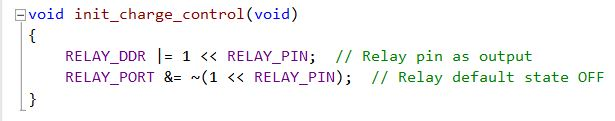 void init_charge_control(void)
{
    RELAY_DDR |= 1 << RELAY_PIN;  // Relay pin as output
    RELAY_PORT &= ~(1 << RELAY_PIN);  // Relay default state OFF
}